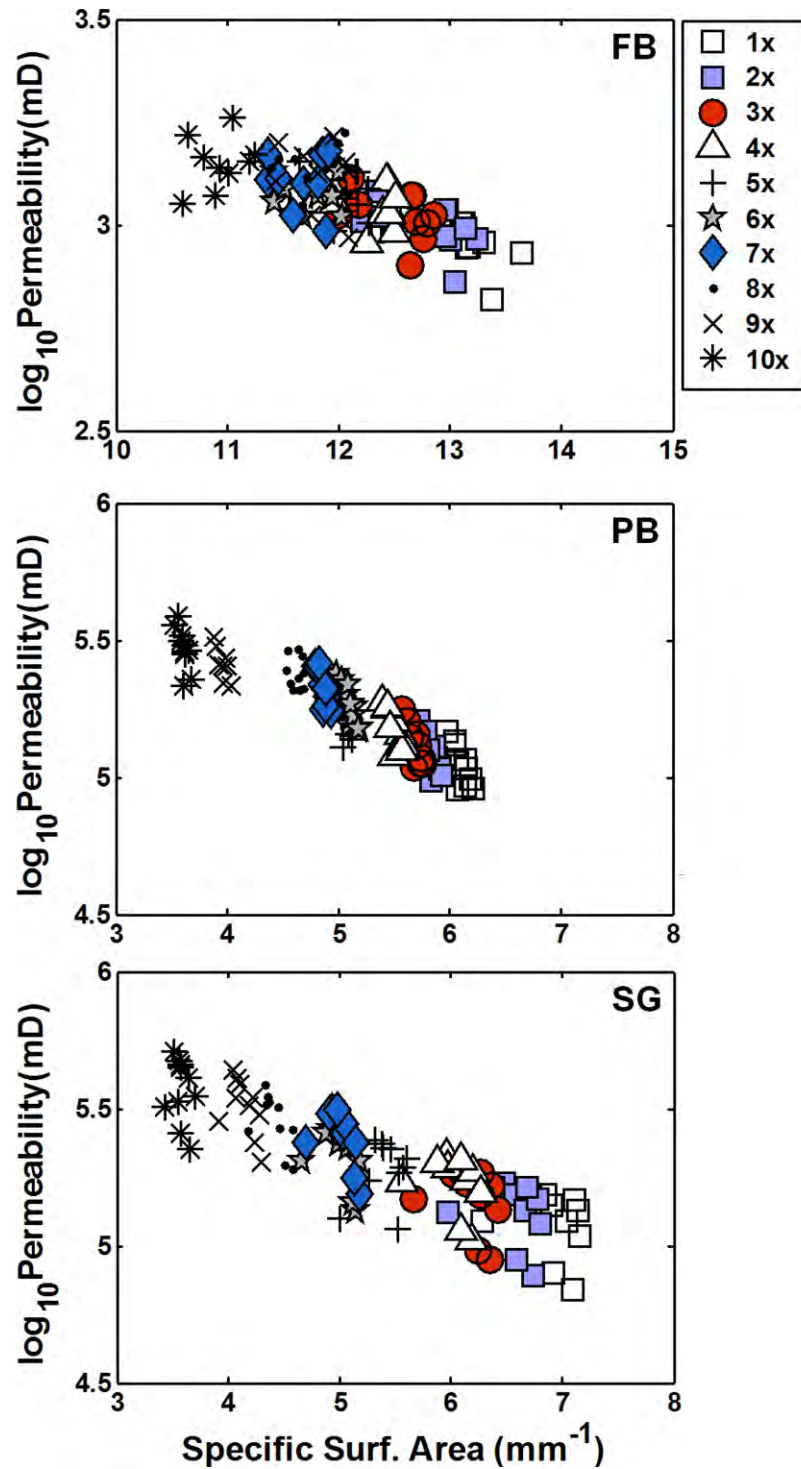 FB
3.5
3
2.5
10 11 12 13 14 15
log10Permeability(mD)
1x
2x
3x
4x
5x
6x
7x
8x
9x
10x
PB
6
5.5
5
4.5
3 4 5 6 7 8
log10Permeability(mD)
SG
6
5.5
5
4.5
3 4 5 6 7 8
log10Permeability(mD)
Specific Surf. Area (mm-1)